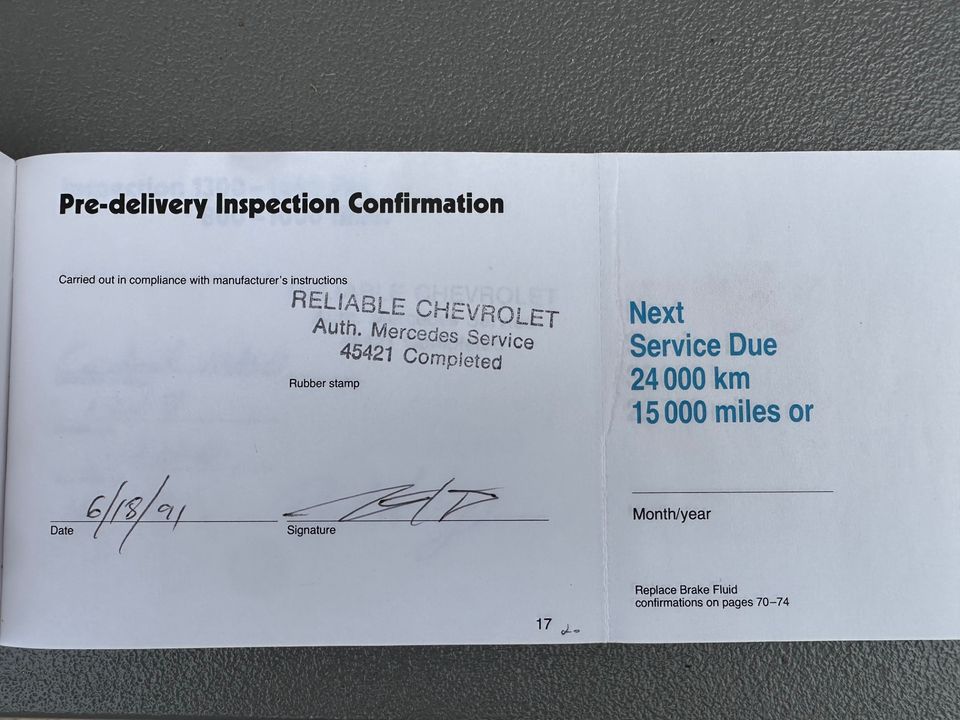 Pre-delivery Inspection Confirmation
Carried out in compliance with manufacturer's instructions
RELIABLE CHEVROLET
Auth. Mercedes Service
45421 Completed
Rubber stamp
6/18/91
Date
Signature
17
Next
Service Due
24 000 km
15 000 miles or
Month/year
Replace Brake Fluid
confirmations on pages 70–74